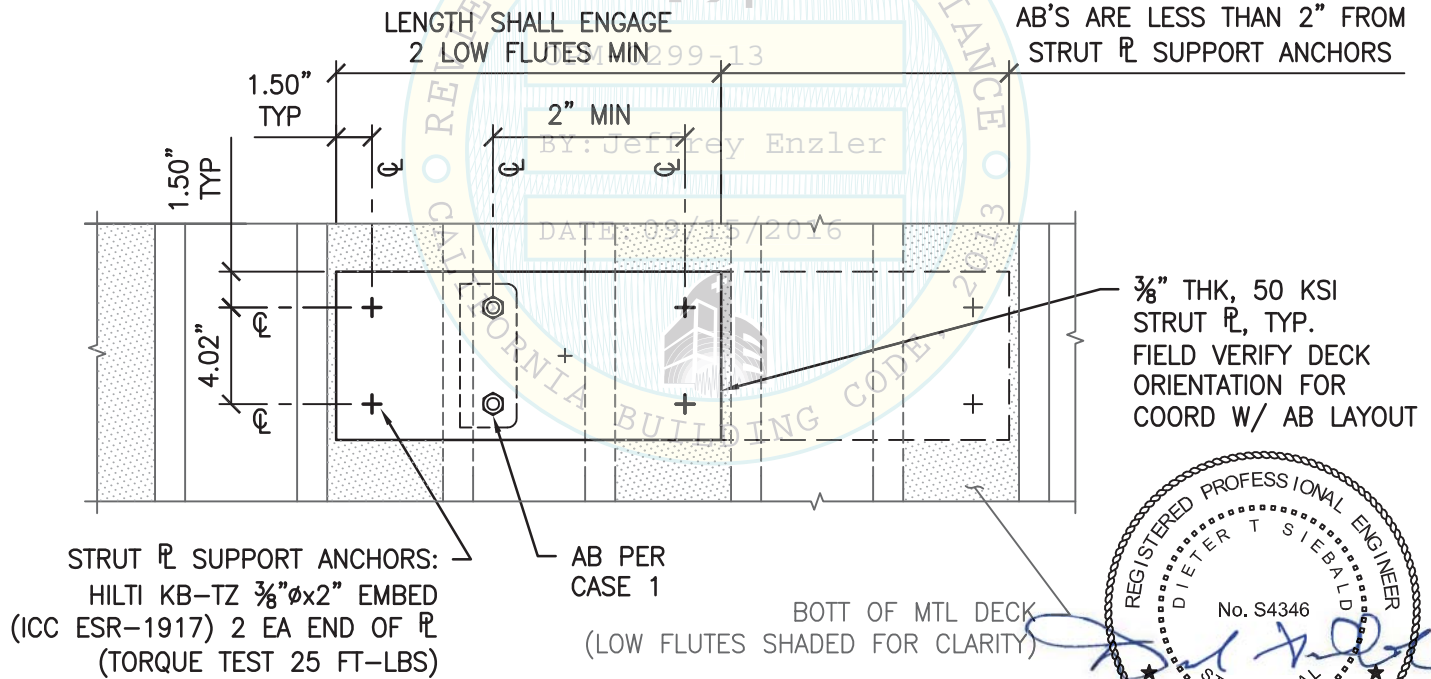 LENGTH SHALL ENGAGE
2 LOW FLUTES MIN
AB'S ARE LESS THAN 2" FROM
STRUT ⅊ SUPPORT ANCHORS
299-13
1.50"
TYP
2" MIN
BY: Jeffrey Enzler
℄
℄
℄
1.50"
TYP
DATE: 09/15/2016
CALIFORNIA BUILDING CODE, 2013
4.02"
℄
℄
⅜" THK, 50 KSI
STRUT ⅊, TYP.
FIELD VERIFY DECK
ORIENTATION FOR
COORD W/ AB LAYOUT
STRUT ⅊ SUPPORT ANCHORS:
HILTI KB-TZ ⅜"øx2" EMBED
(ICC ESR-1917) 2 EA END OF ⅊
(TORQUE TEST 25 FT-LBS)
AB PER
CASE 1
BOTT OF MTL DECK
(LOW FLUTES SHADED FOR CLARITY)
REGISTERED PROFESSIONAL ENGINEER
DIETER T SIEBALD
No. S4346